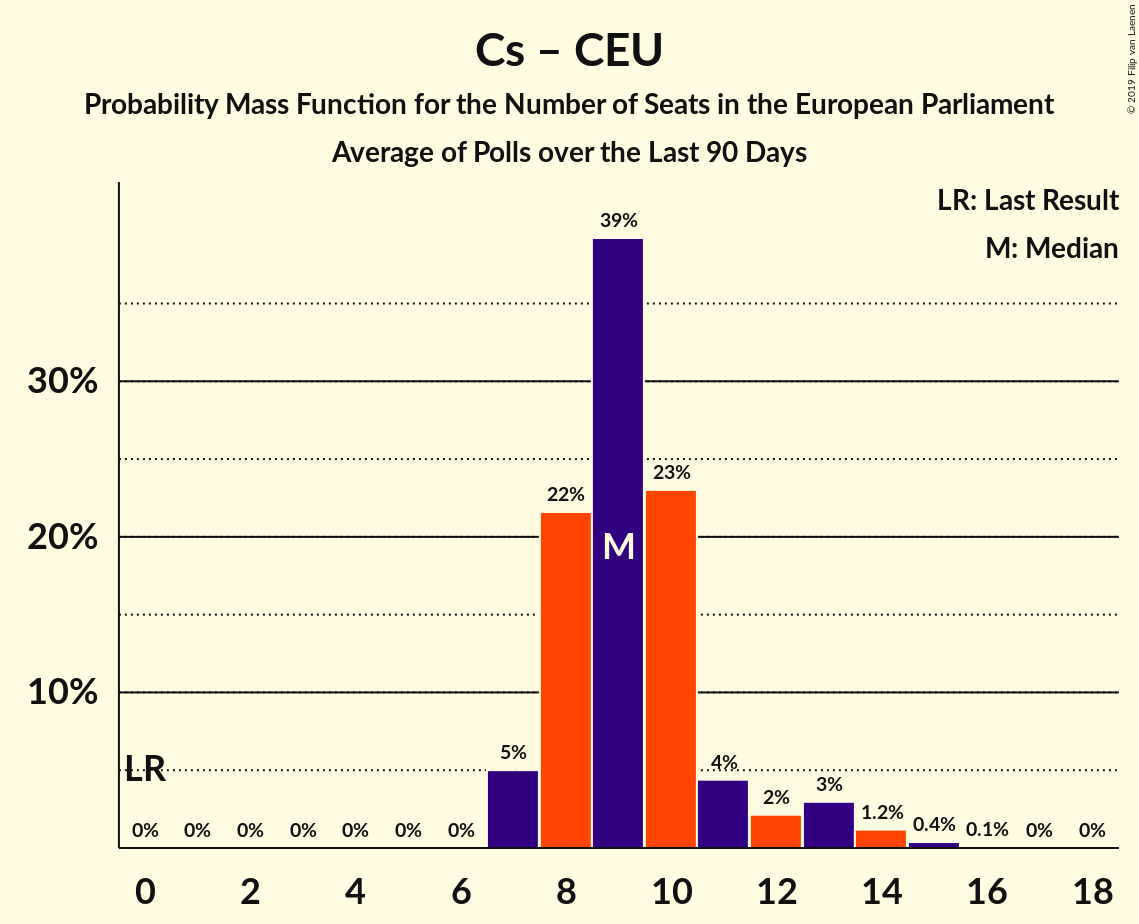 Cs – CEU
Probability Mass Function for the Number of Seats in the European Parliament
Average of Polls over the Last 90 Days
© 2019 Filip van Laenen
LR: Last Result
M: Median
39%
30%
23%
22%
20%
M
10%
5%
4%
3%
2%
1.2%
0.4%
0.1%
LR
0% 0% 0% 0% 0% 0% 0% 0% 0%
0 2 4 6 8 10 12 14 16 18